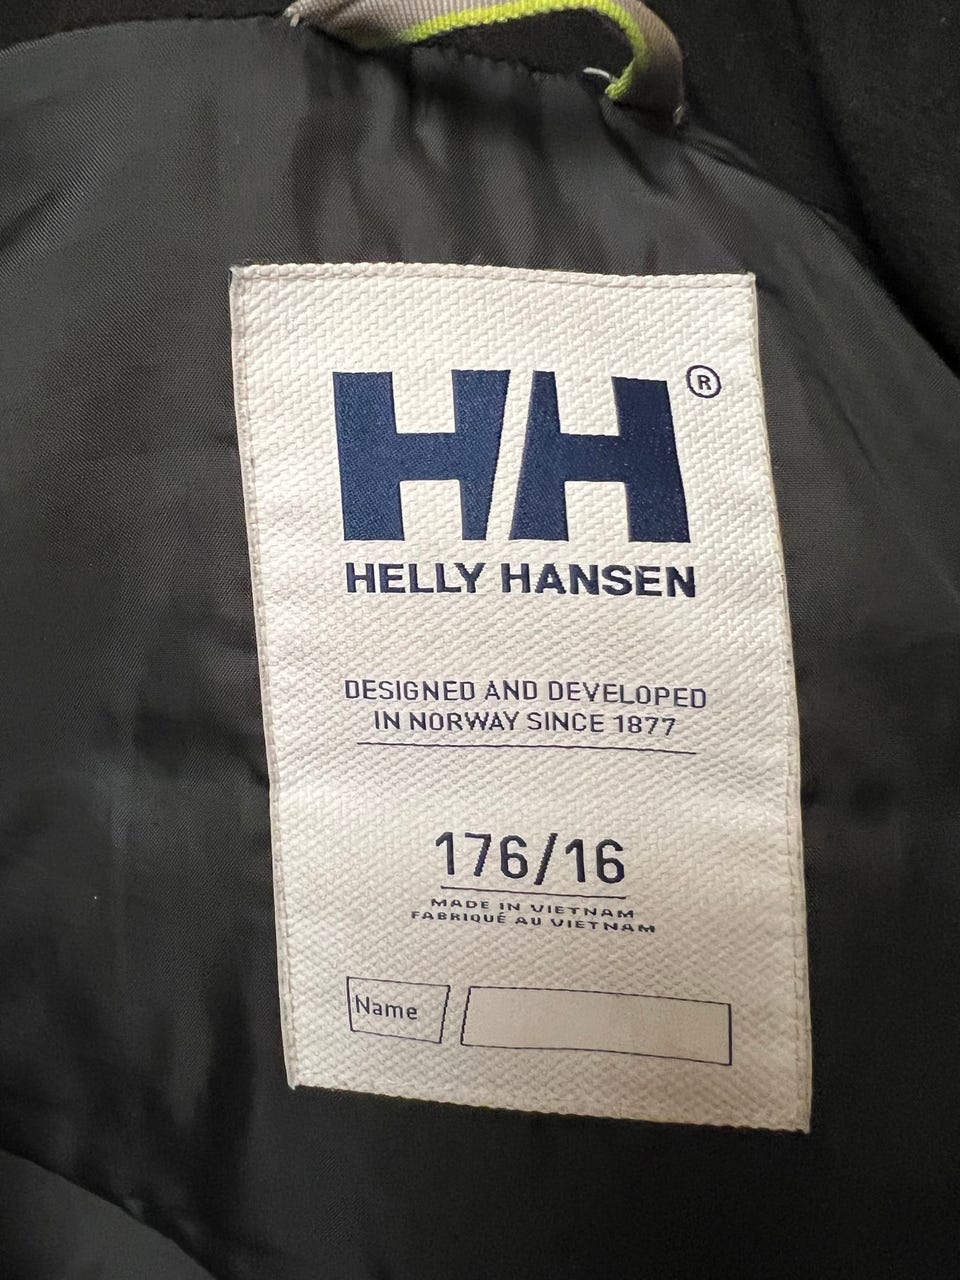 HH®
HELLY HANSEN
DESIGNED AND DEVELOPED
IN NORWAY SINCE 1877
176/16
MADE IN VIETNAM
FABRIQUÉ AU VIETNAM
Name